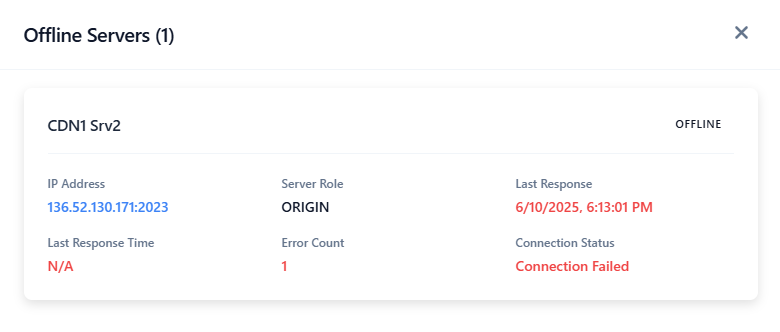 Offline Servers (1)
CDN1 Srv2
OFFLINE
IP Address
Server Role
Last Response
136.52.130.171:2023
ORIGIN
6/10/2025, 6:13:01 PM
Last Response Time
Error Count
Connection Status
N/A
1
Connection Failed